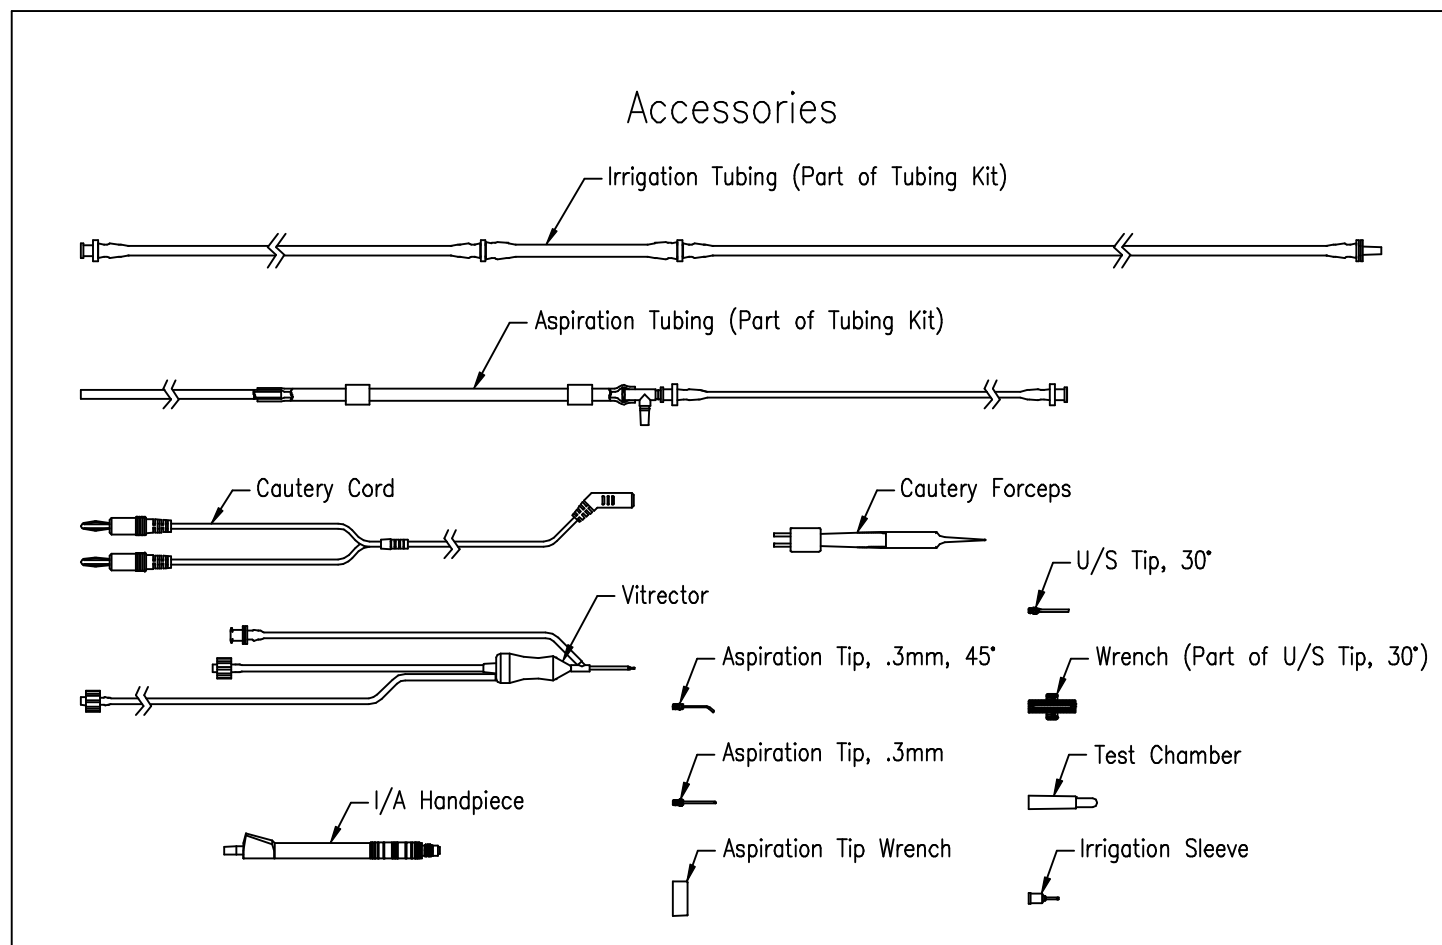 Accessories
Irrigation Tubing (Part of Tubing Kit)
Aspiration Tubing (Part of Tubing Kit)
Cautery Cord
Cautery Forceps
U/S Tip, 30°
Vitrector
Aspiration Tip, .3mm, 45°
Wrench (Part of U/S Tip, 30°)
Aspiration Tip, .3mm
Test Chamber
I/A Handpiece
Aspiration Tip Wrench
Irrigation Sleeve